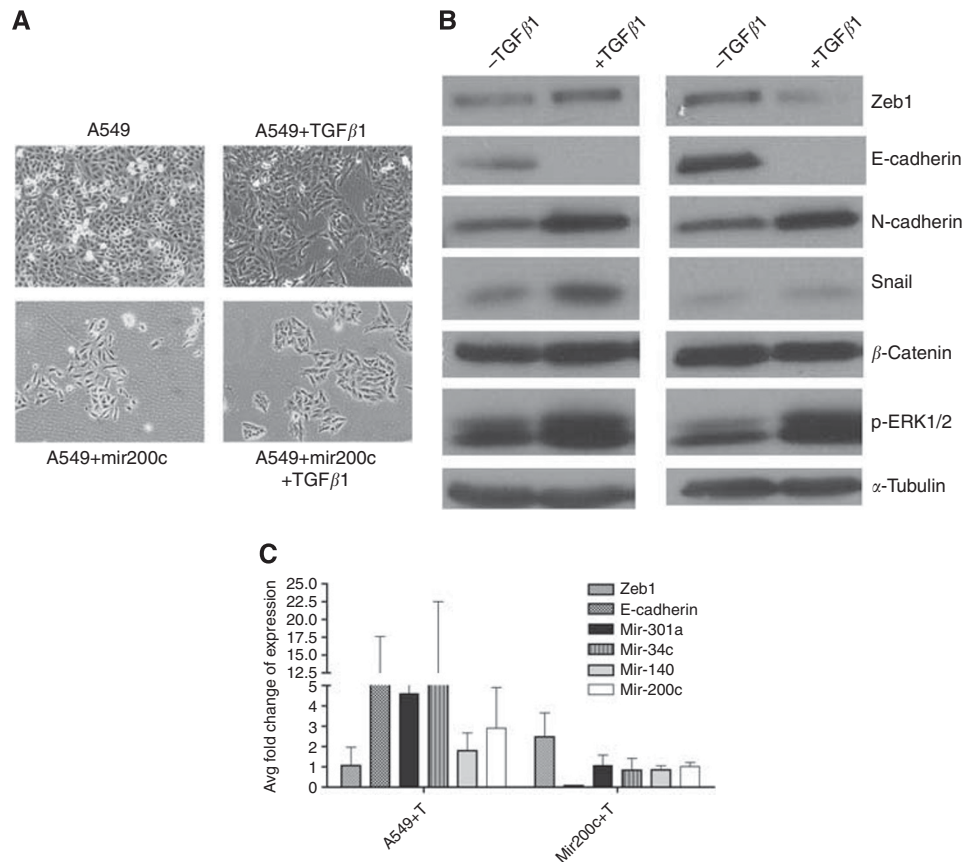 A
A549
A549+TGFβ1
A549+mir200c
A549+mir200c
+TGFβ1
B
–TGFβ1
+TGFβ1
–TGFβ1
+TGFβ1
Zeb1
E-cadherin
N-cadherin
Snail
β-Catenin
p-ERK1/2
α-Tubulin
C
Avg fold change of expression
25.0
22.5
20.0
17.5
15.0
12.5
5
4
3
2
1
0
Zeb1
E-cadherin
Mir-301a
Mir-34c
Mir-140
Mir-200c
A549+T
Mir200c+T